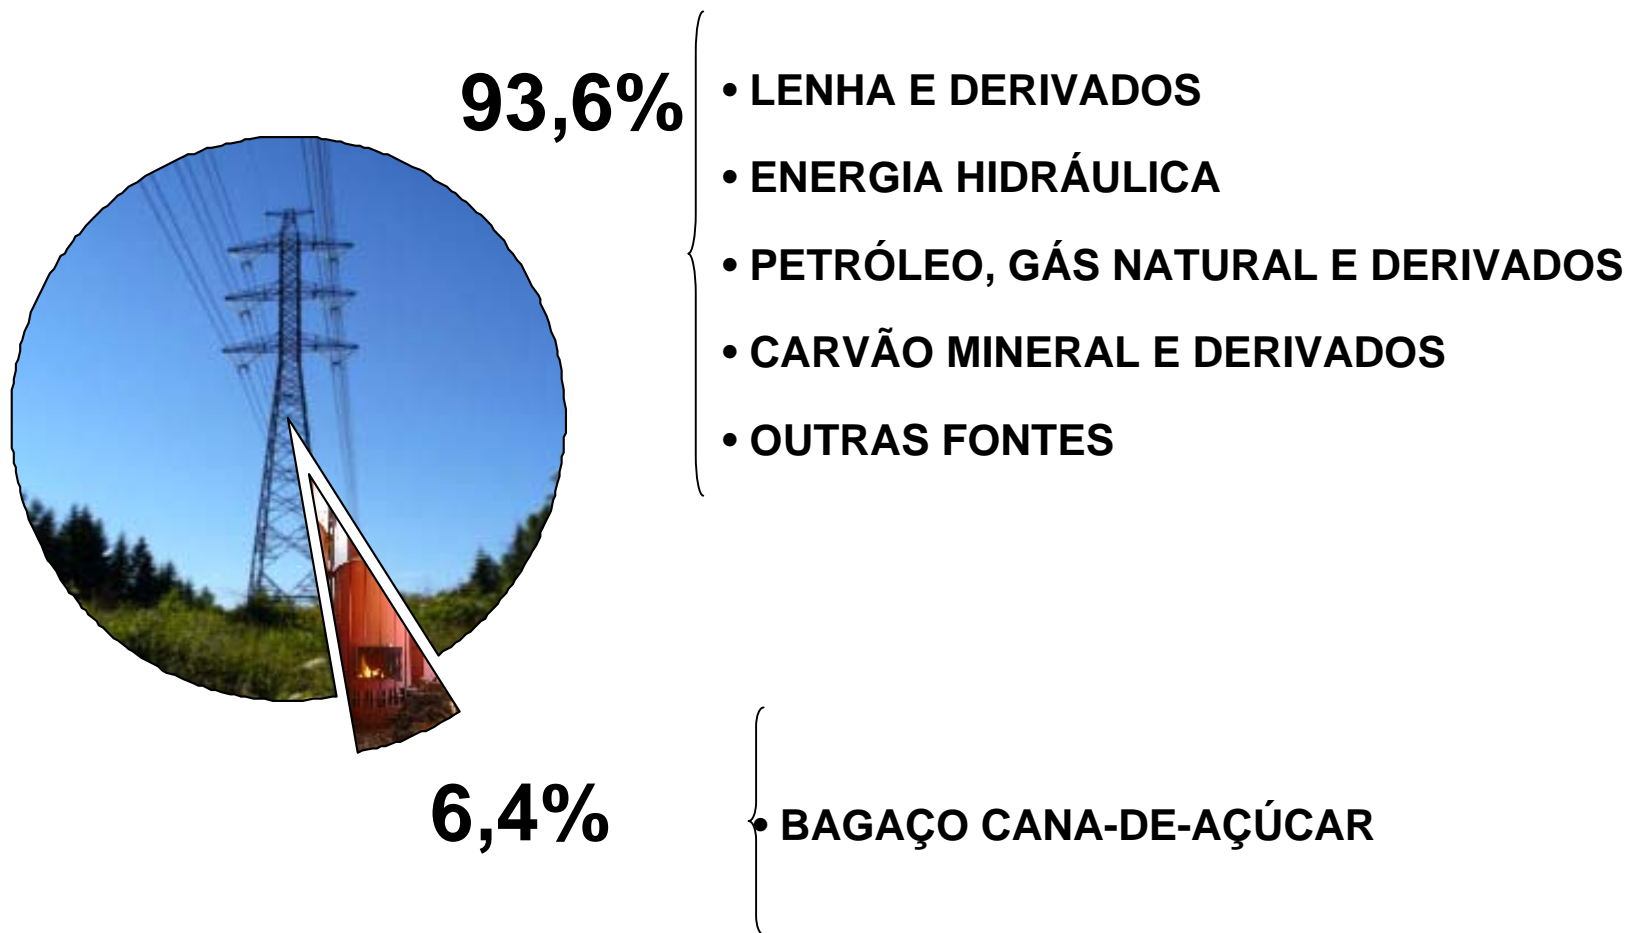 93,6%
• LENHA E DERIVADOS
• ENERGIA HIDRÁULICA
• PETRÓLEO, GÁS NATURAL E DERIVADOS
• CARVÃO MINERAL E DERIVADOS
• OUTRAS FONTES
6,4%
• BAGAÇO CANA-DE-AÇÚCAR